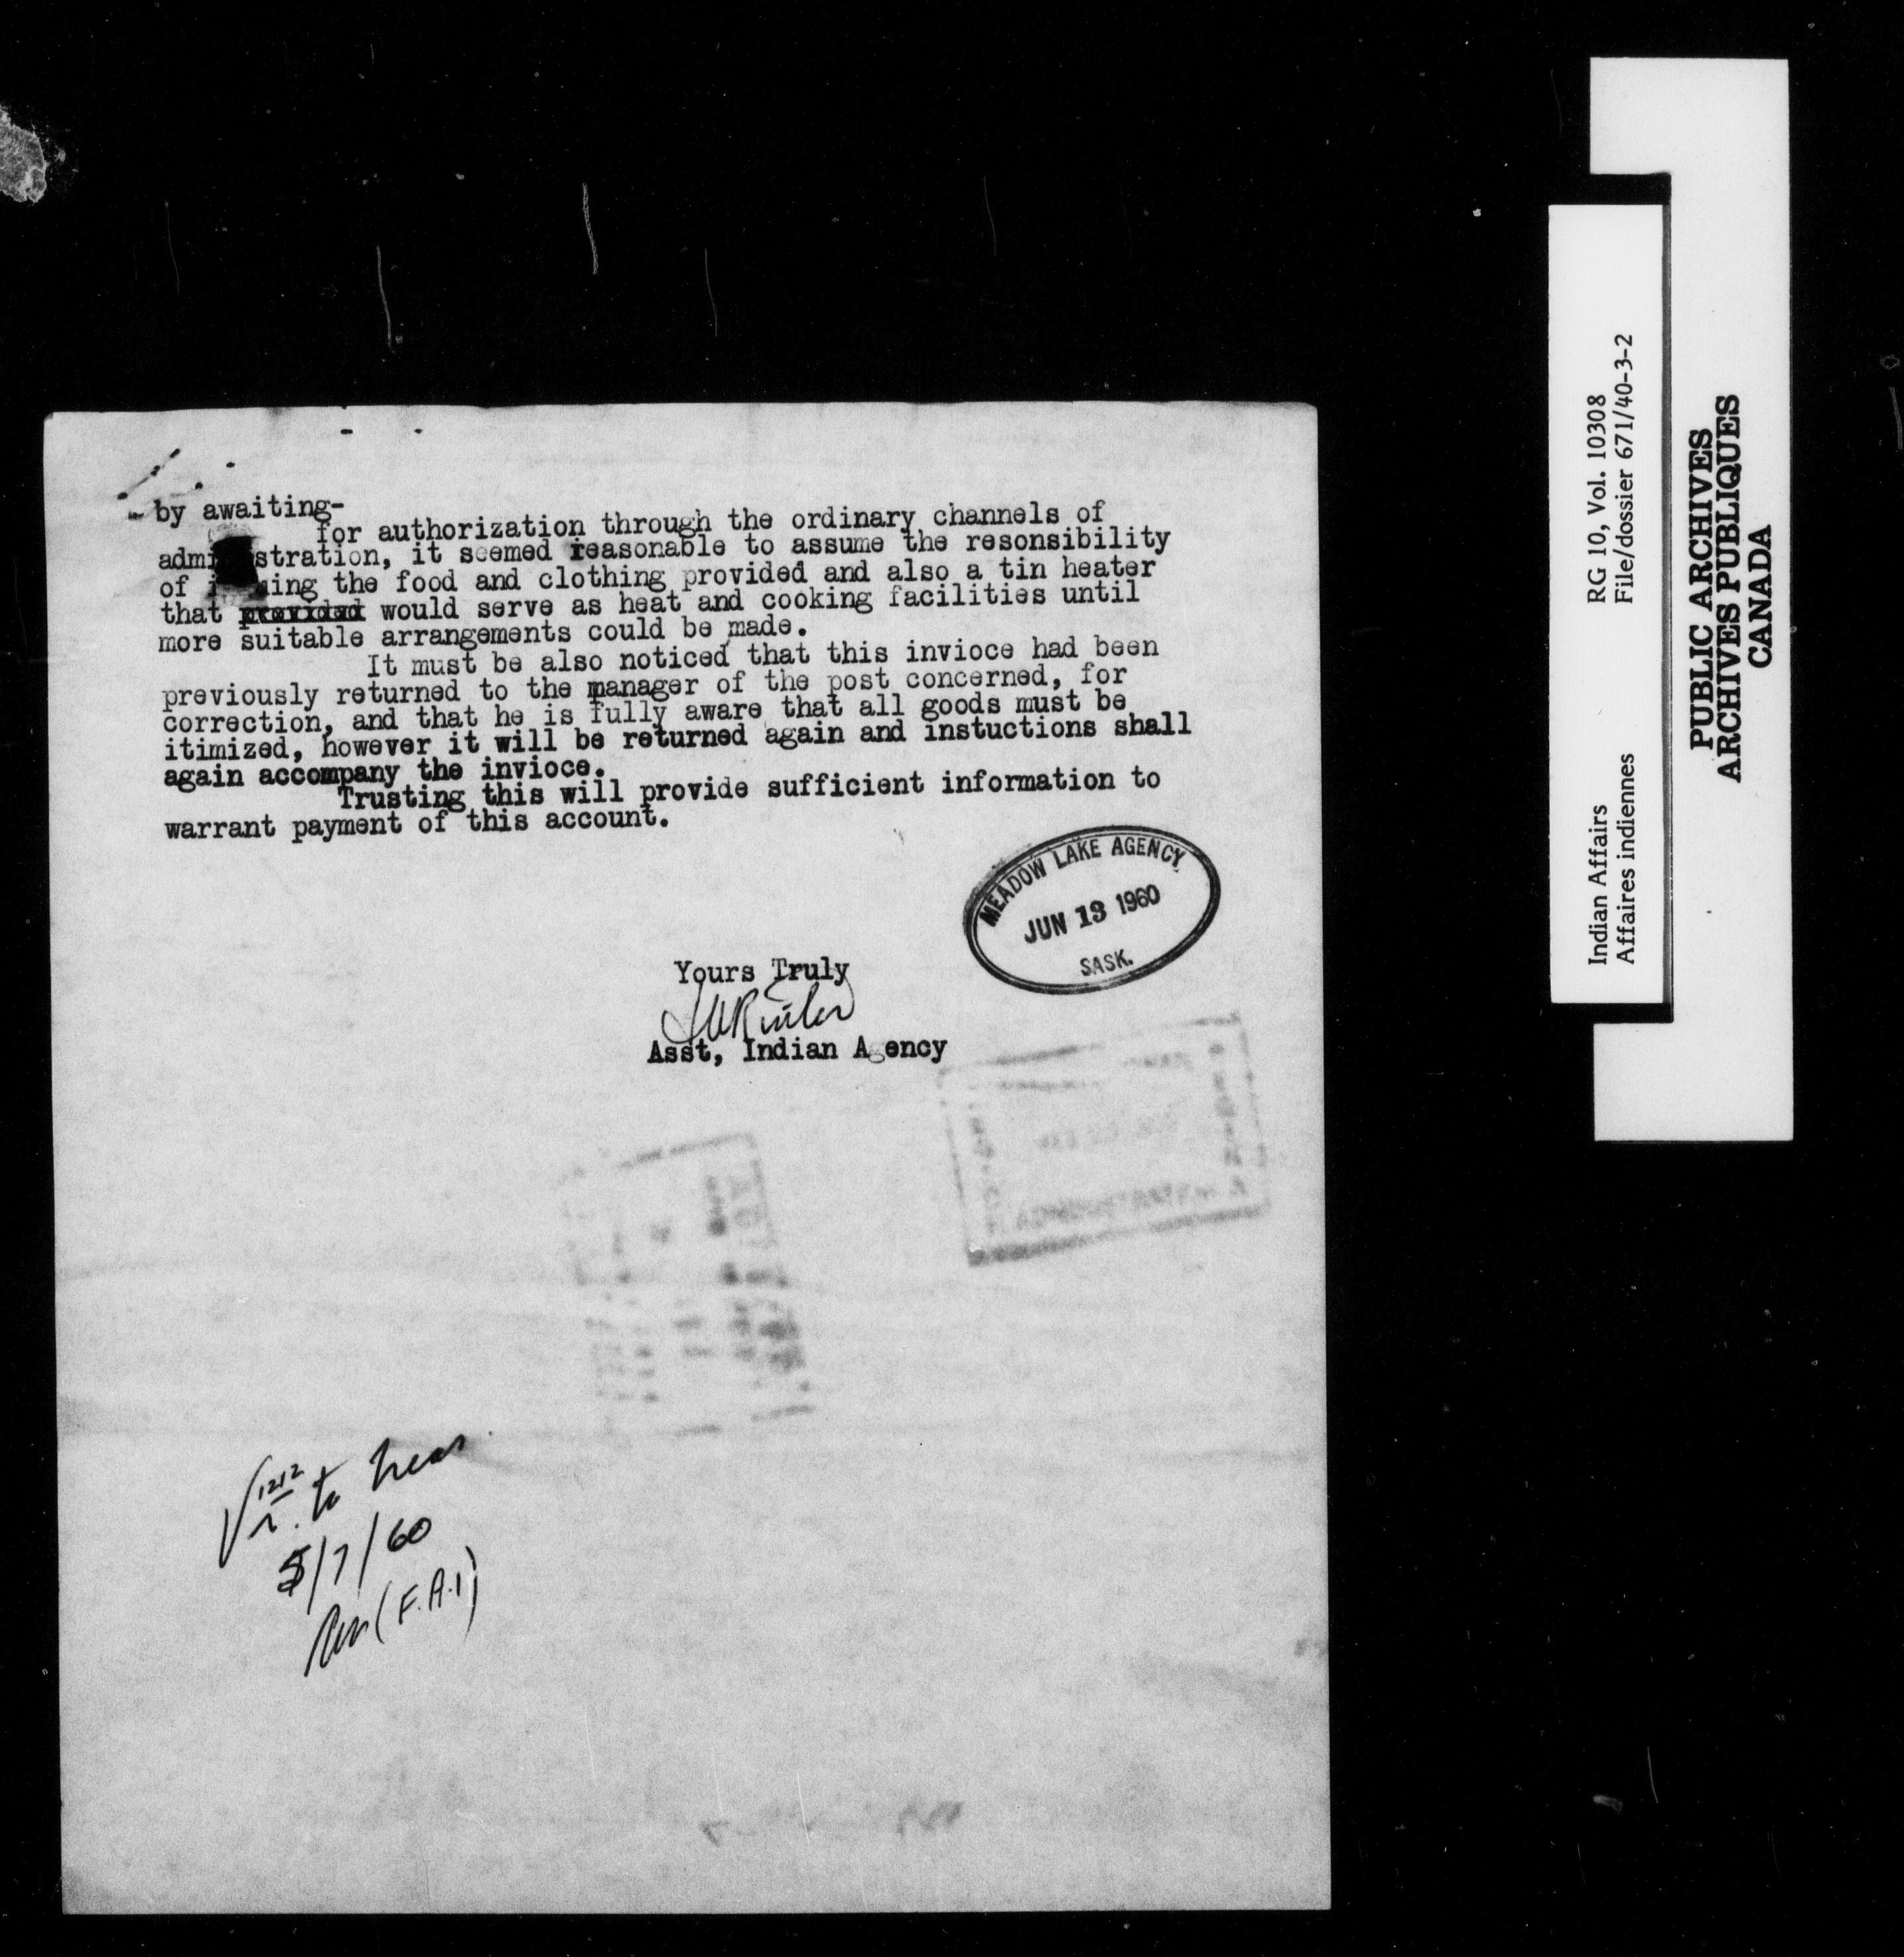 by awaiting-
for authorization through the ordinary channels of
admi stration, it seemed reasonable to assume the resonsibility
of i ing the food and clothing provided and also a tin heater
that provided would serve as heat and cooking facilities until
more suitable arrangements could be made.
It must be also noticed that this invioce had been
previously returned to the manager of the post concerned, for
correction, and that he is fully aware that all goods must be
itimized, however it will be returned again and instuctions shall
again accompany the invioce.
Trusting this will provide sufficient information to
warrant payment of this account.
MEADOW LAKE AGENCY
JUN 13 1960
SASK.
Yours Truly
Asst, Indian Agency
to
5/7/60
(F.A.1)
RG 10, Vol. 10308
File/dossier 671/40-3-2
Indian Affairs
Affaires indiennes
PUBLIC ARCHIVES
ARCHIVES PUBLIQUES
CANADA